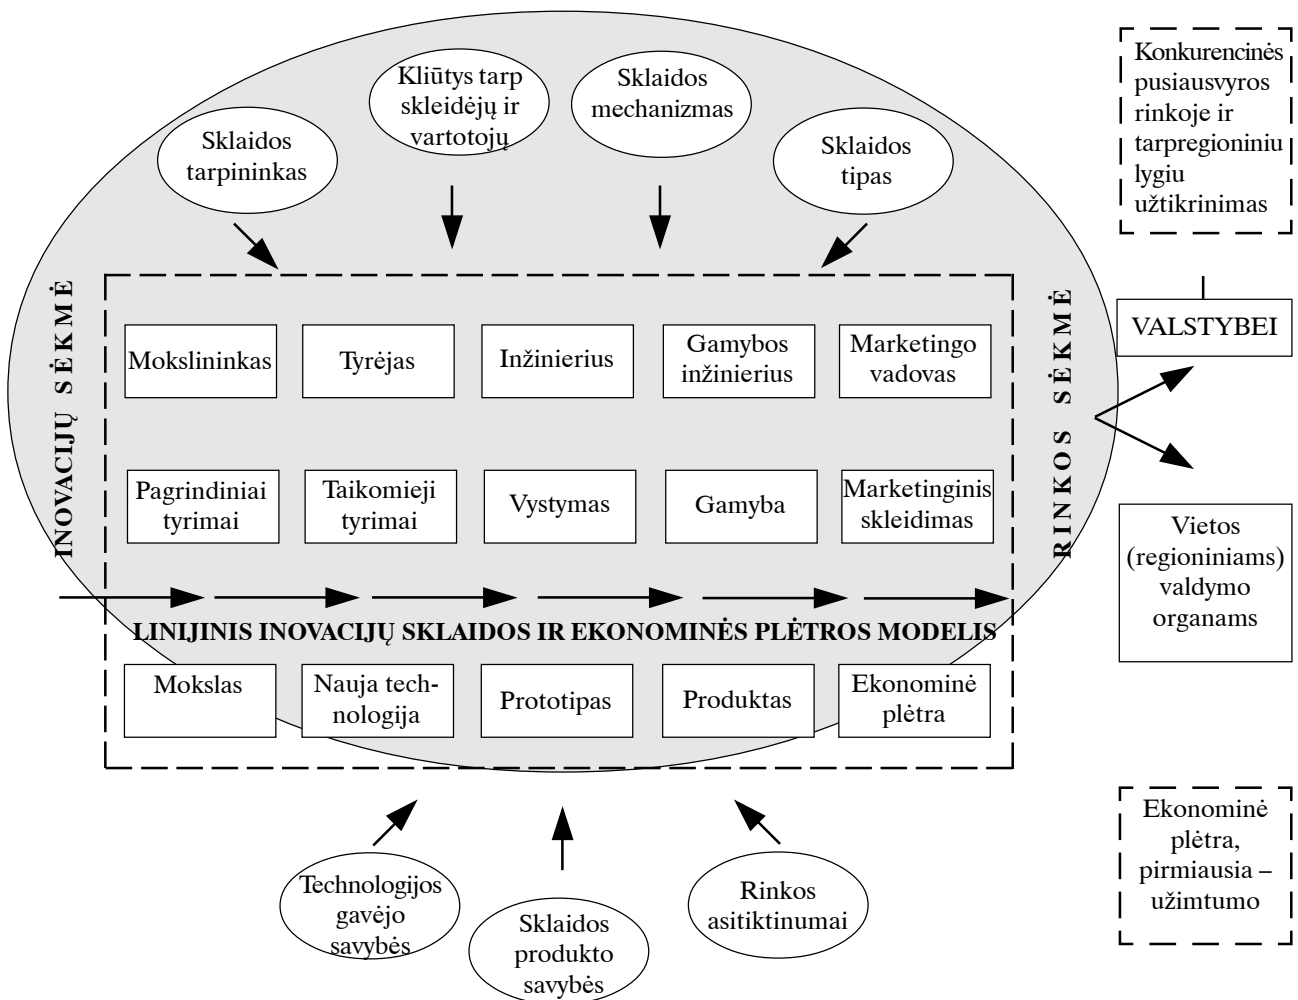 Kliūtys tarp
skleidėjų ir
vartotojų
Sklaidos
mechanizmas
Sklaidos
tarpininkas
Sklaidos
tipas
Konkurencinės
pusiausvyros
rinkoje ir
tarpregioniniu
lygiu
užtikrinimas
INOVACIJŲ SĖKMĖ
RINKOS SĖKMĖ
VALSTYBEI
Mokslininkas
Tyrėjas
Inžinierius
Gamybos
inžinierius
Marketingo
vadovas
Pagrindiniai
tyrimai
Taikomieji
tyrimai
Vystymas
Gamyba
Marketinginis
skleidimas
Vietos
(regioniniams)
valdymo
organams
LINIJINIS INOVACIJŲ SKLAIDOS IR EKONOMINĖS PLĖTROS MODELIS
Mokslas
Nauja tech-
nologija
Prototipas
Produktas
Ekonominė
plėtra
Technologijos
gavėjo
savybės
Sklaidos
produkto
savybės
Rinkos
asitiktinumai
Ekonominė
plėtra,
pirmiausia –
užimtumo